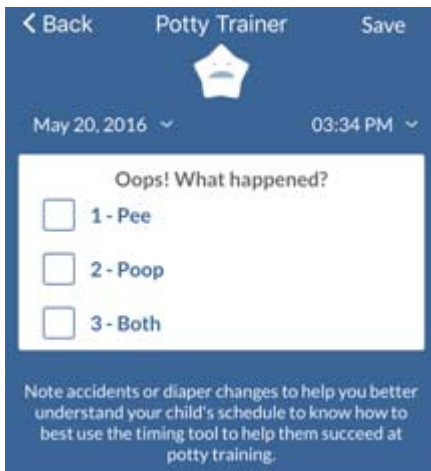 Back Potty Trainer Save
May 20, 2016 03:34 PM
Oops! What happened?
1 - Pee
2 - Poop
3 - Both
Note accidents or diaper changes to help you better
understand your child's schedule to know how to
best use the timing tool to help them succeed at
potty training.